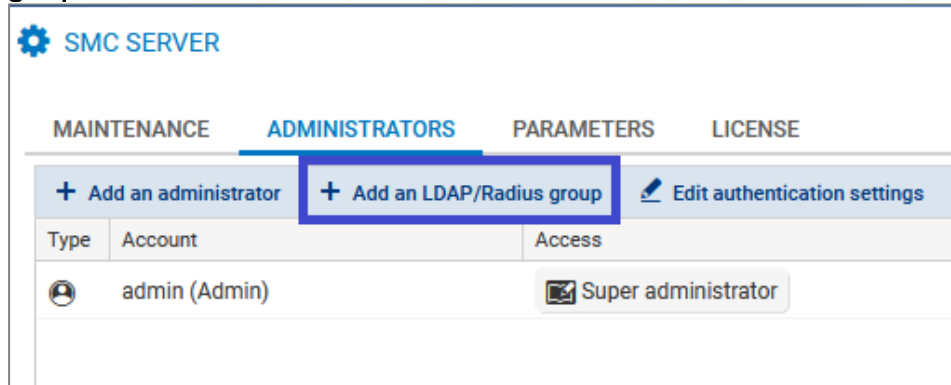 SMC SERVER
MAINTENANCE ADMINISTRATORS PARAMETERS LICENSE
+ Add an administrator + Add an LDAP/Radius group Edit authentication settings
Type Account Access
admin (Admin) Super administrator